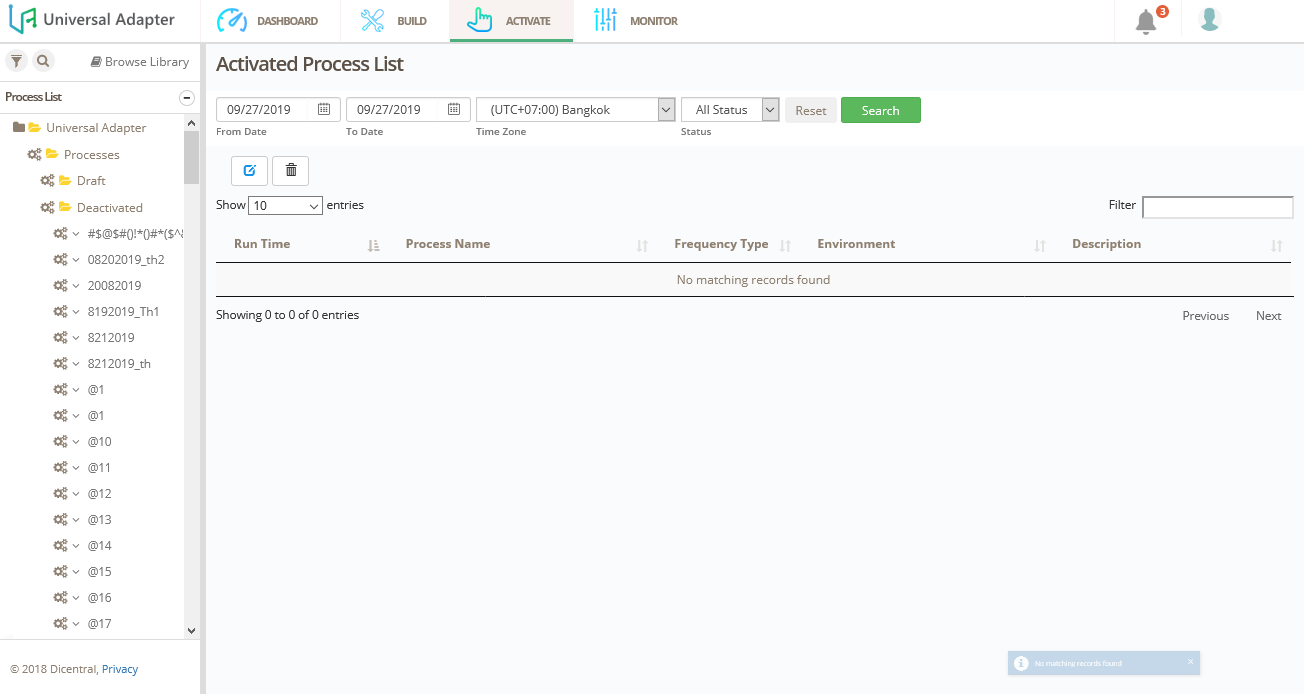 Universal Adapter DASHBOARD BUILD ACTIVATE MONITOR 3
Browse Library
Process List
Universal Adapter
Processes
Draft
Deactivated
#$@$#()!*()#*($^&
08202019_th2
20082019
8192019_Th1
8212019
8212019_th
@1
@1
@10
@11
@12
@13
@14
@15
@16
@17
© 2018 Dicentral, Privacy
Activated Process List
09/27/2019 09/27/2019 (UTC+07:00) Bangkok All Status Reset Search
From Date To Date Time Zone Status
Show 10 entries Filter
Run Time Process Name Frequency Type Environment Description
No matching records found
Showing 0 to 0 of 0 entries Previous Next
No matching records found ×